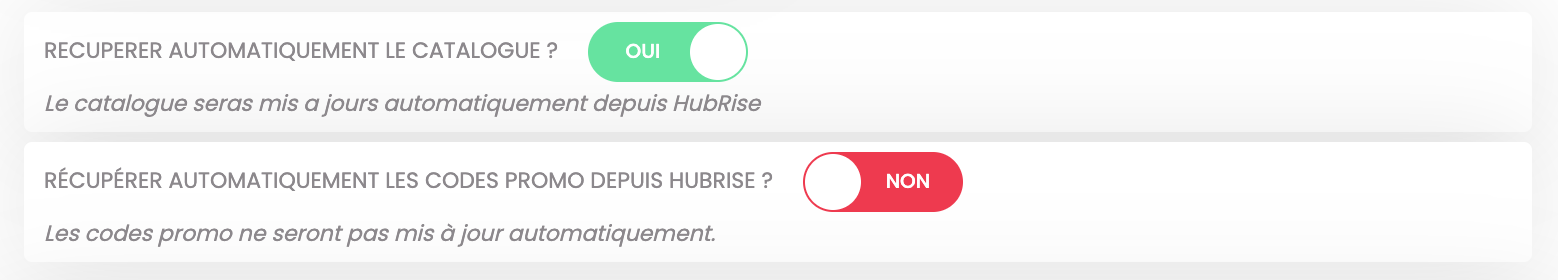 RECUPERER AUTOMATIQUEMENT LE CATALOGUE ? OUI
Le catalogue seras mis a jours automatiquement depuis HubRise
RÉCUPÉRER AUTOMATIQUEMENT LES CODES PROMO DEPUIS HUBRISE ? NON
Les codes promo ne seront pas mis à jour automatiquement.